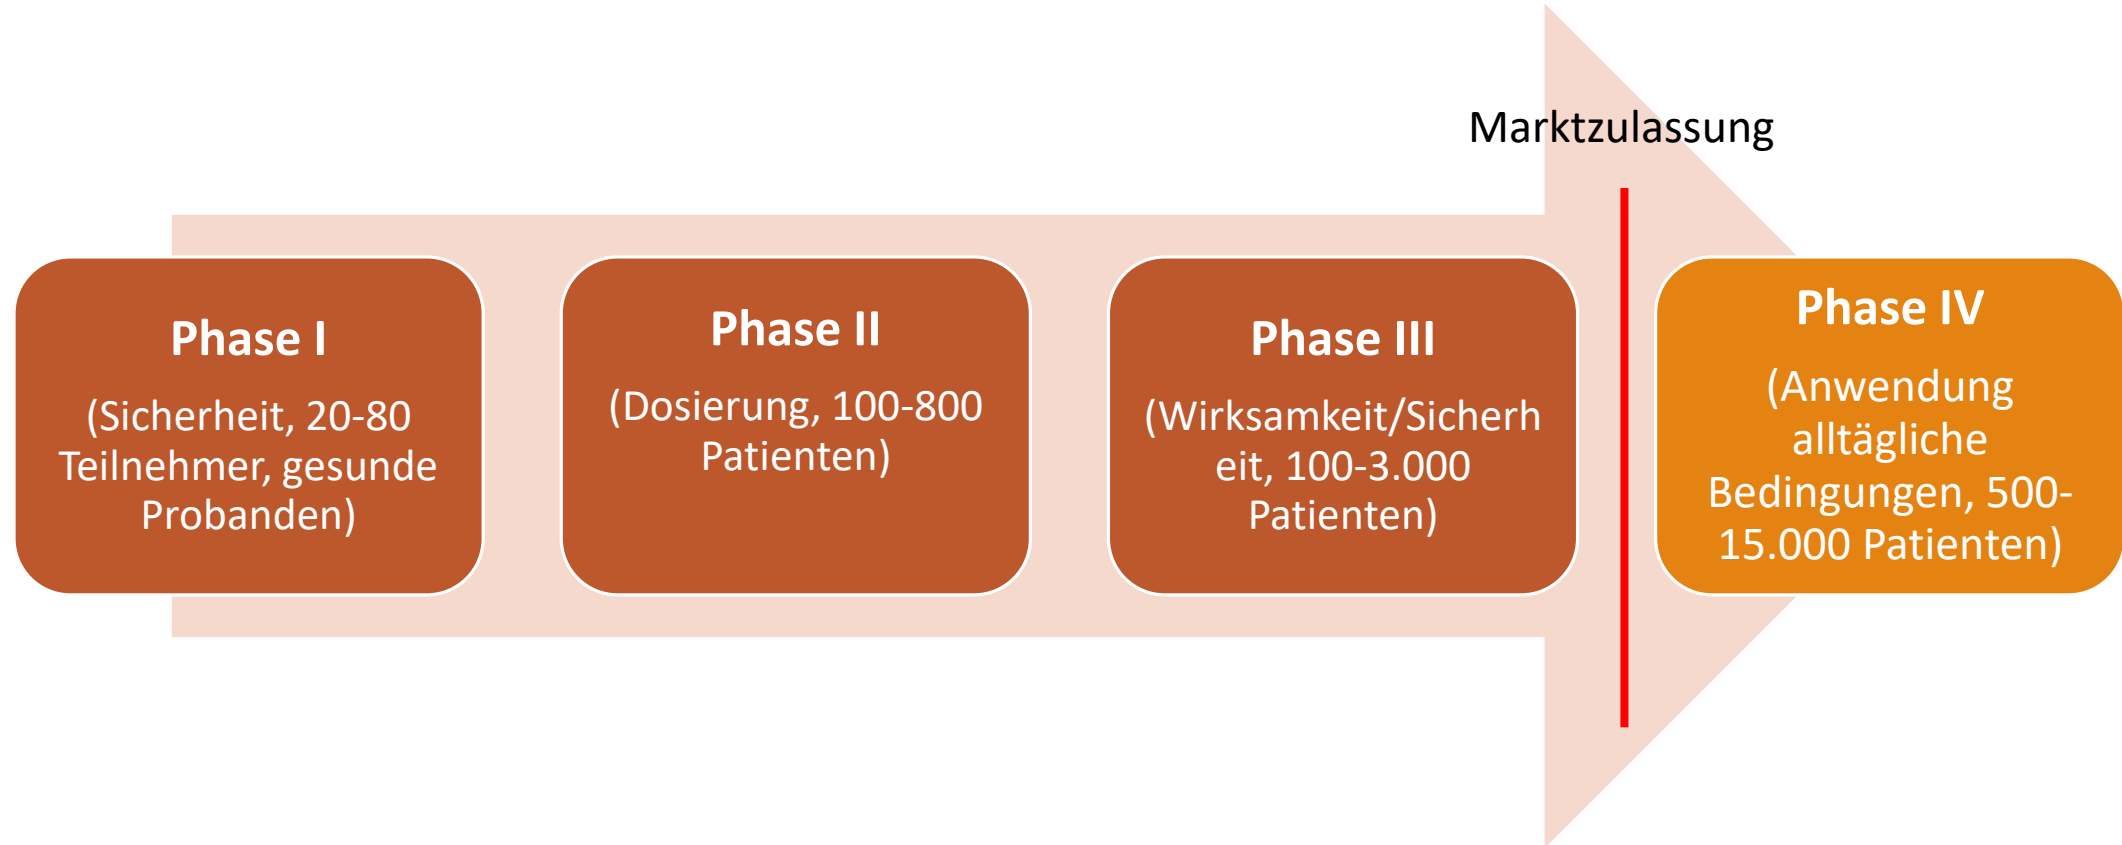 Marktzulassung
Phase I
(Sicherheit, 20-80
Teilnehmer, gesunde
Probanden)
Phase II
(Dosierung, 100-800
Patienten)
Phase III
(Wirksamkeit/Sicherh
eit, 100-3.000
Patienten)
Phase IV
(Anwendung
alltägliche
Bedingungen, 500-
15.000 Patienten)